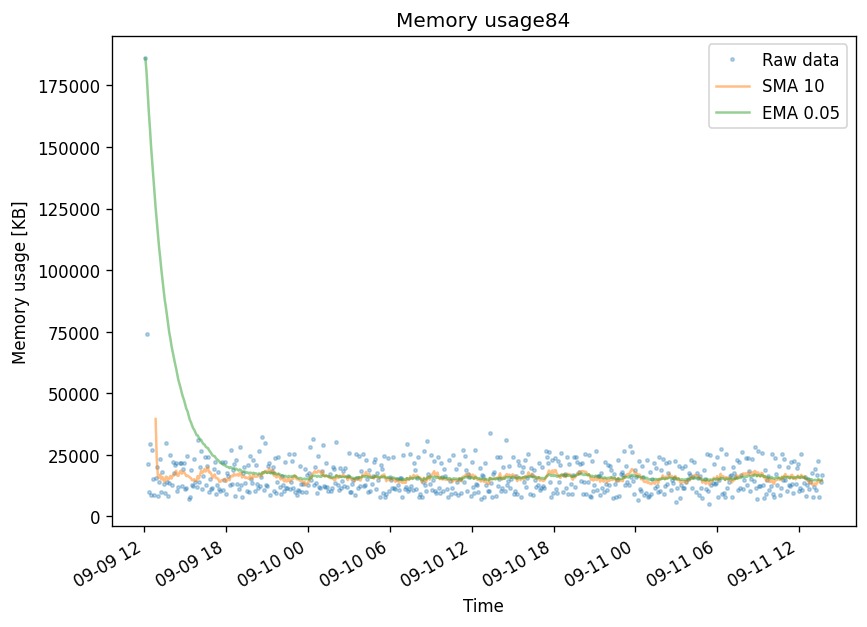 Memory usage84
Raw data
SMA 10
EMA 0.05
Memory usage [KB]
175000
150000
125000
100000
75000
50000
25000
0
09-09 12
09-09 18
09-10 00
09-10 06
09-10 12
09-10 18
09-11 00
09-11 06
09-11 12
Time